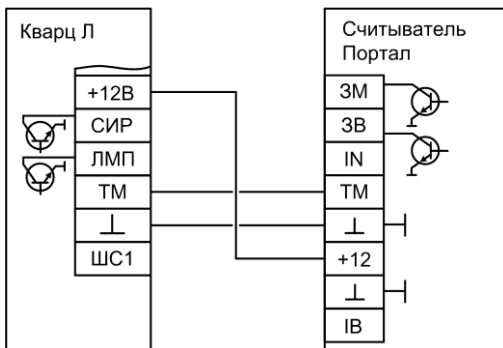 Кварц Л
+12В
СИР
ЛМП
ТМ
⊥
ШС1
Считыватель
Портал
ЗМ
ЗВ
IN
ТМ
⊥
+12
⊥
IB